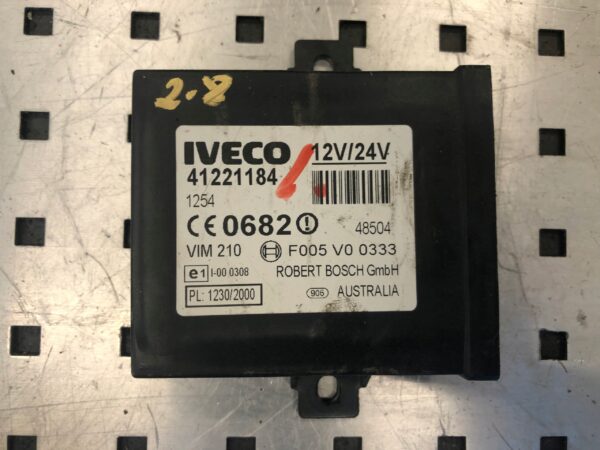 2.8
IVECO 12V/24V
41221184
1254
CE 0682 48504
VIM 210 F005 V0 0333
e1 I-00 0308 ROBERT BOSCH GmbH
PL: 1230/2000 906 AUSTRALIA